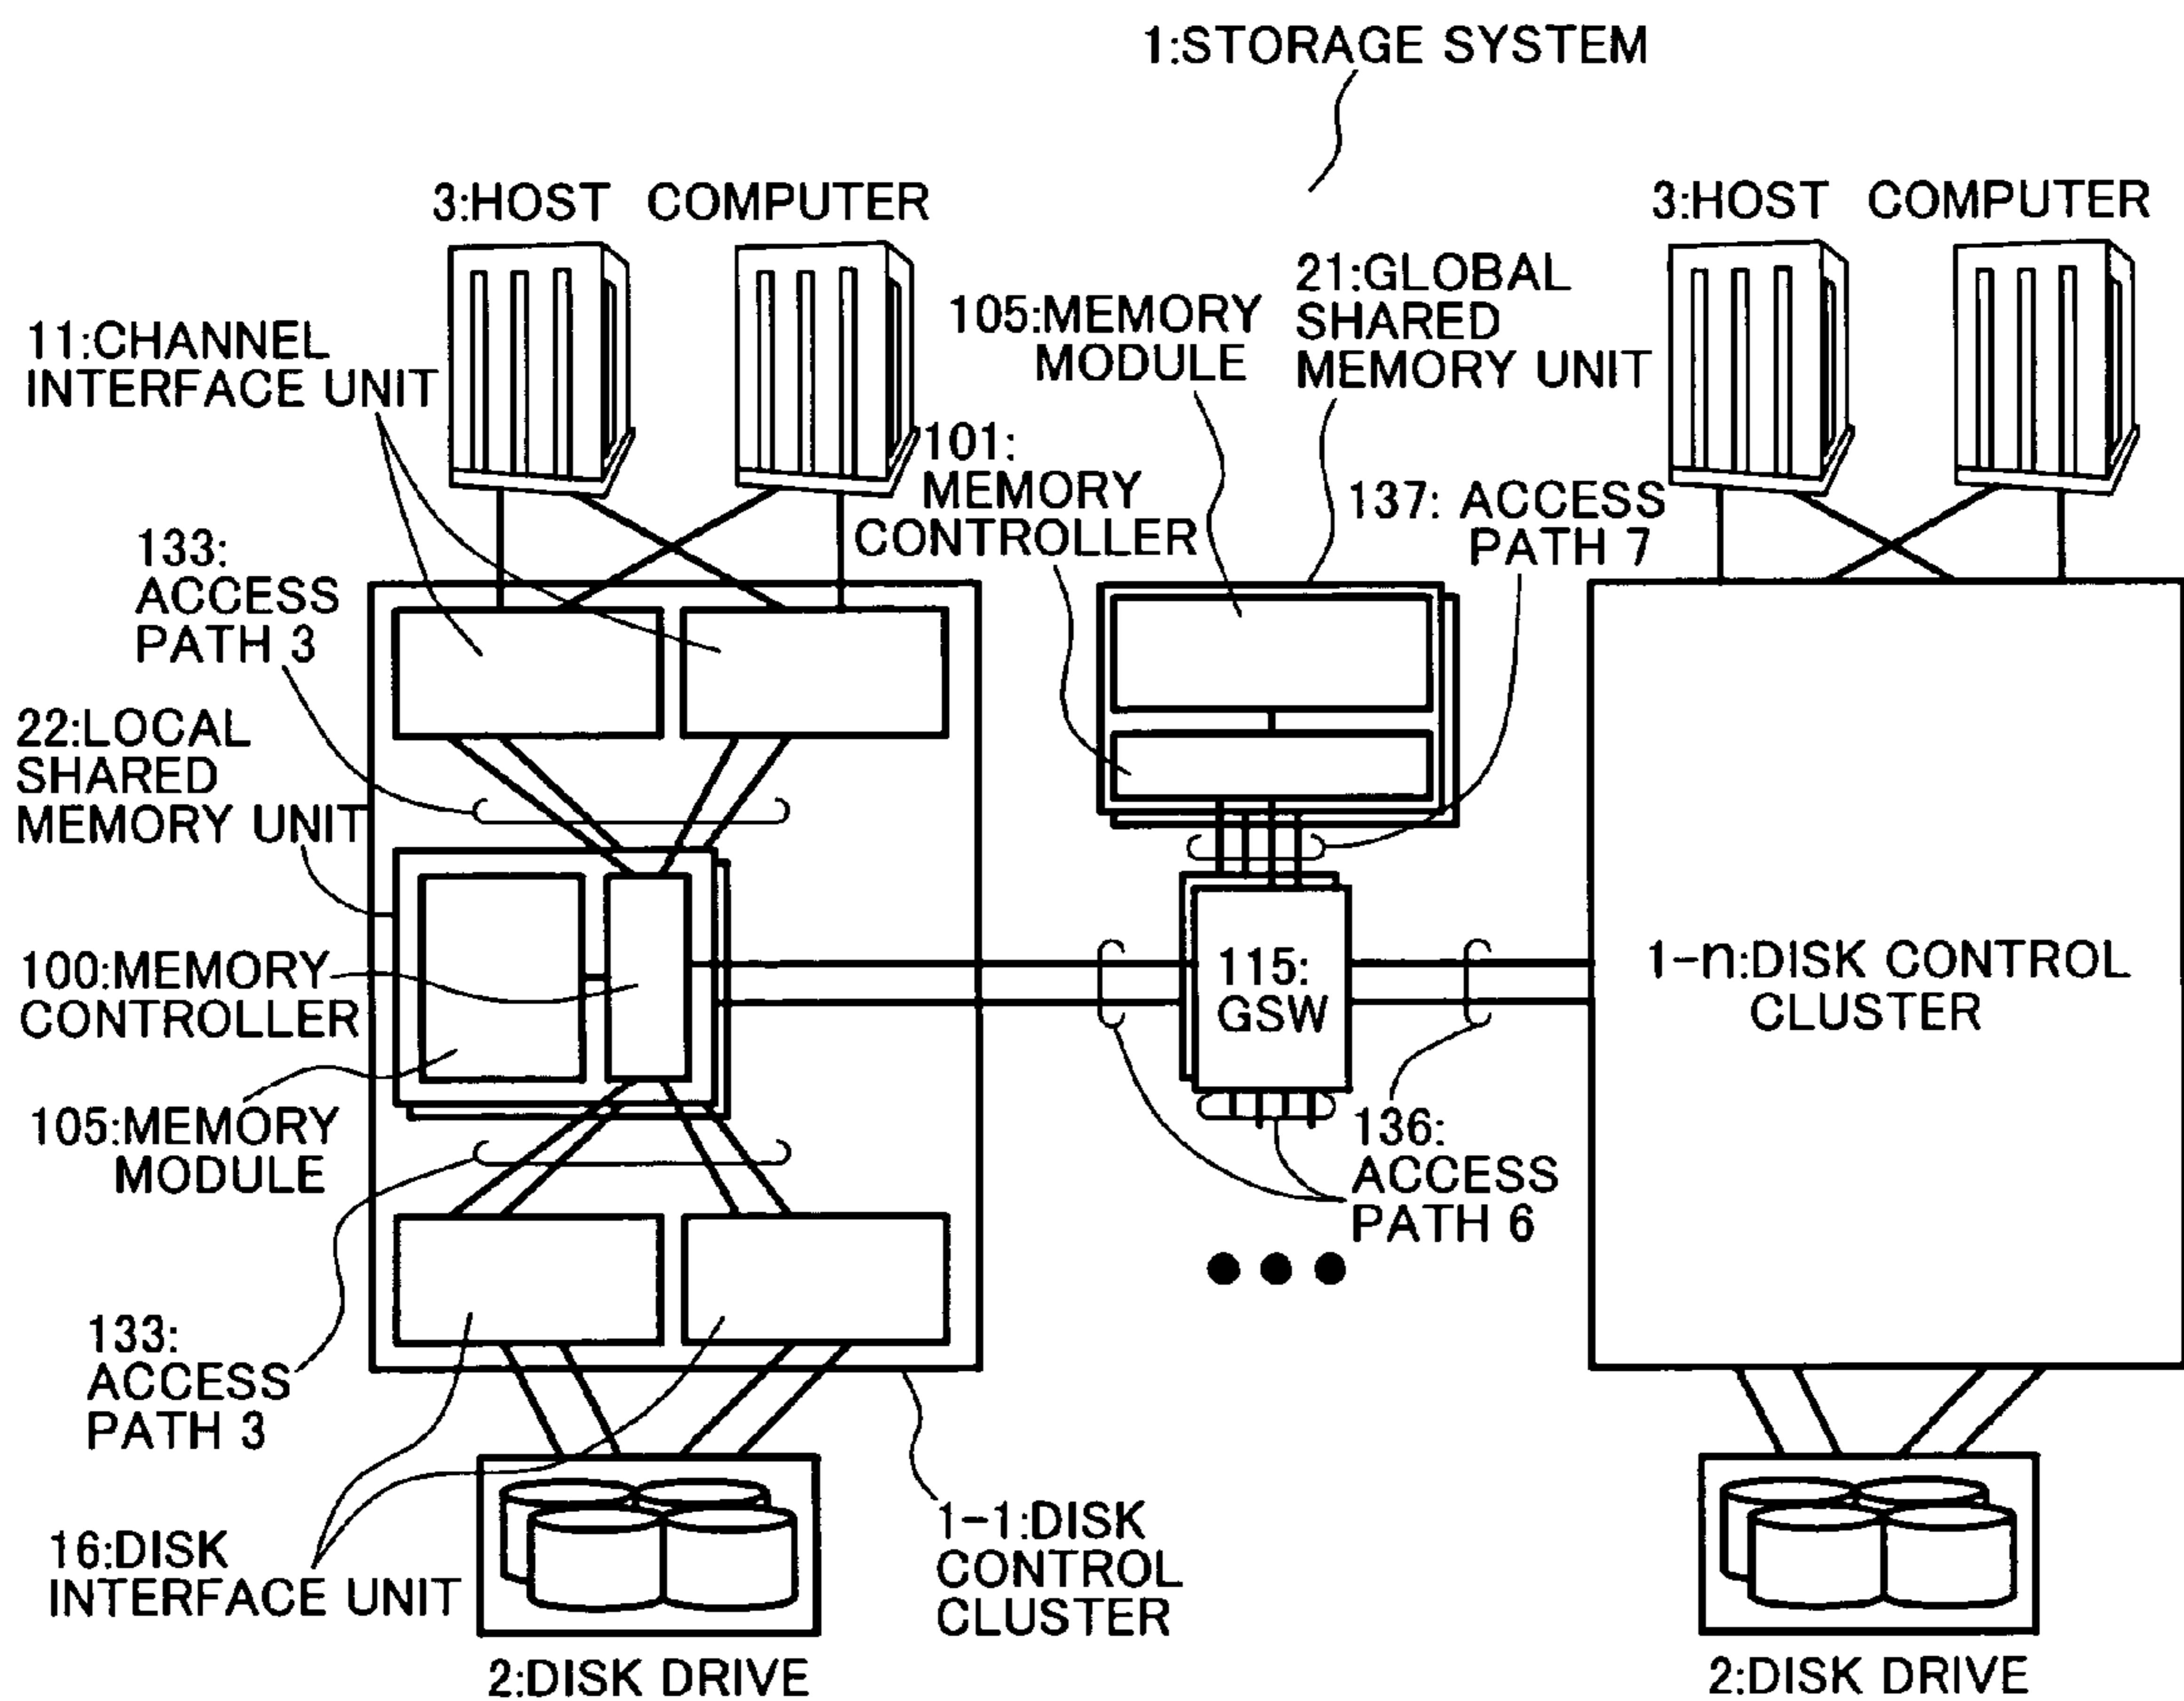 1:STORAGE SYSTEM
3:HOST COMPUTER
3:HOST COMPUTER
21:GLOBAL
SHARED
MEMORY UNIT
105:MEMORY
MODULE
11:CHANNEL
INTERFACE UNIT
101:
MEMORY
CONTROLLER
137: ACCESS
PATH 7
133:
ACCESS
PATH 3
22:LOCAL
SHARED
MEMORY UNIT
100:MEMORY
CONTROLLER
115:
GSW
1-n:DISK CONTROL
CLUSTER
105:MEMORY
MODULE
136:
ACCESS
PATH 6
133:
ACCESS
PATH 3
16:DISK
INTERFACE UNIT
1-1:DISK
CONTROL
CLUSTER
2:DISK DRIVE
2:DISK DRIVE